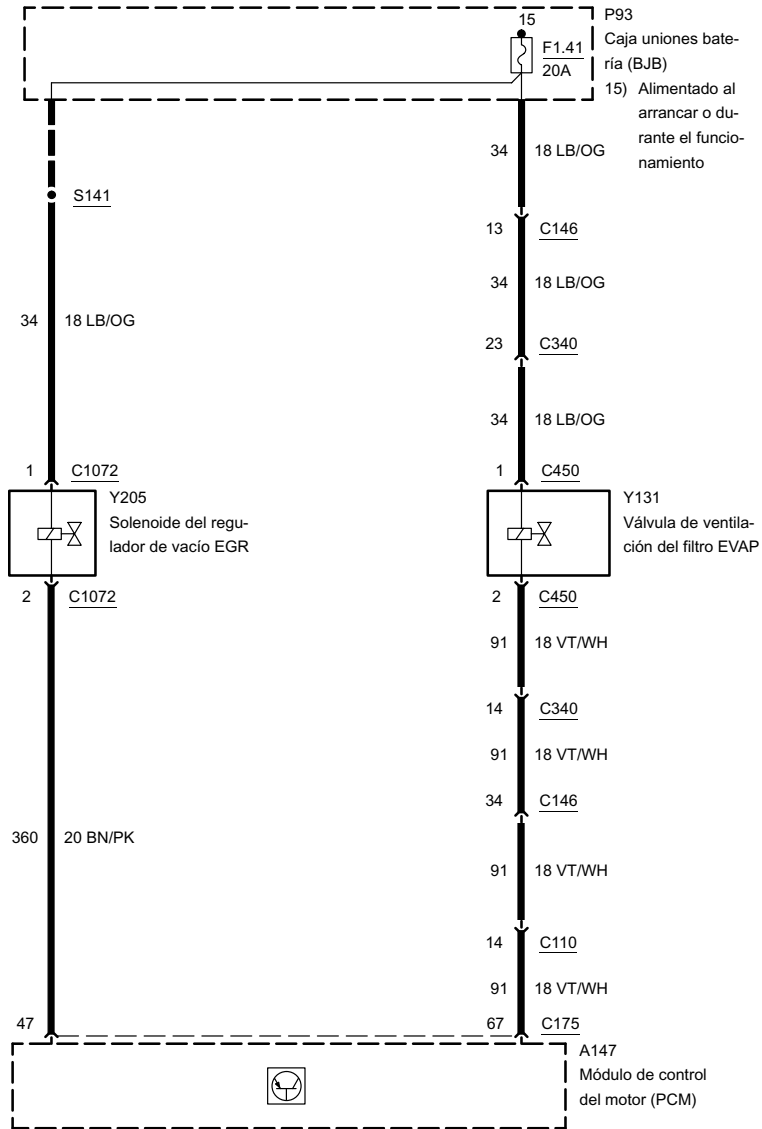 15
P93
F1.41
20A
Caja uniones bate-
ría (BJB)
15) Alimentado al
arrancar o du-
rante el funcio-
namiento
34 18 LB/OG
S141
13 C146
34 18 LB/OG
34 18 LB/OG
23 C340
34 18 LB/OG
1 C1072
1 C450
Y205
Solenoide del regu-
lador de vacío EGR
Y131
Válvula de ventila-
ción del filtro EVAP
2 C1072
2 C450
91 18 VT/WH
14 C340
91 18 VT/WH
34 C146
360 20 BN/PK
91 18 VT/WH
14 C110
91 18 VT/WH
47
67 C175
A147
Módulo de control
del motor (PCM)